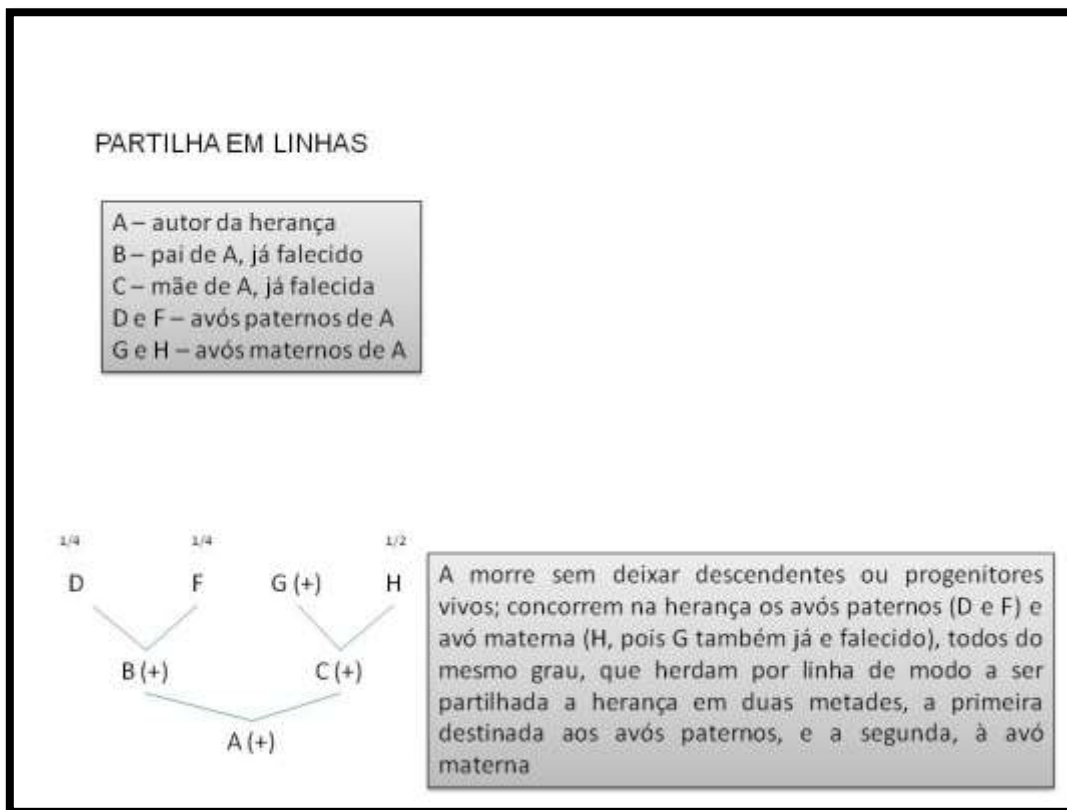 PARTILHA EM LINHAS
A – autor da herança
B – pai de A, já falecido
C – mãe de A, já falecida
D e F – avós paternos de A
G e H – avós maternos de A
1/4 1/4 1/2
D F G (+) H
B (+) C (+)
A (+)
A morre sem deixar descendentes ou progenitores
vivos; concorrem na herança os avós paternos (D e F) e
avó materna (H, pois G também já e falecido), todos do
mesmo grau, que herdam por linha de modo a ser
partilhada a herança em duas metades, a primeira
destinada aos avós paternos, e a segunda, à avó
materna